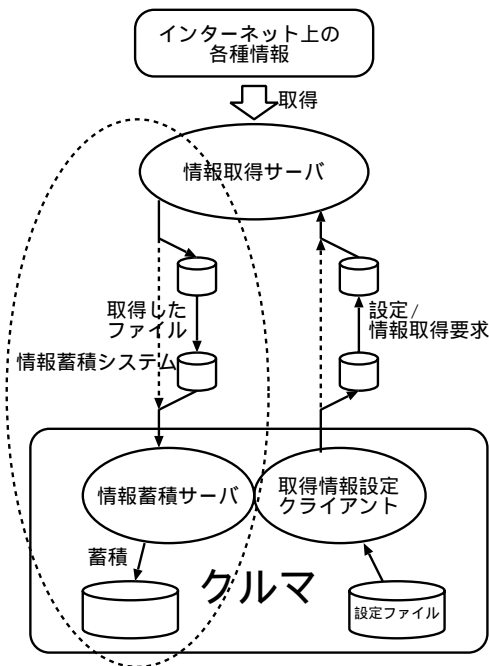 インターネット上の
各種情報
取得
情報取得サーバ
取得した
ファイル
設定/
情報取得要求
情報蓄積システム
情報蓄積サーバ
取得情報設定
クライアント
蓄積
クルマ
設定ファイル